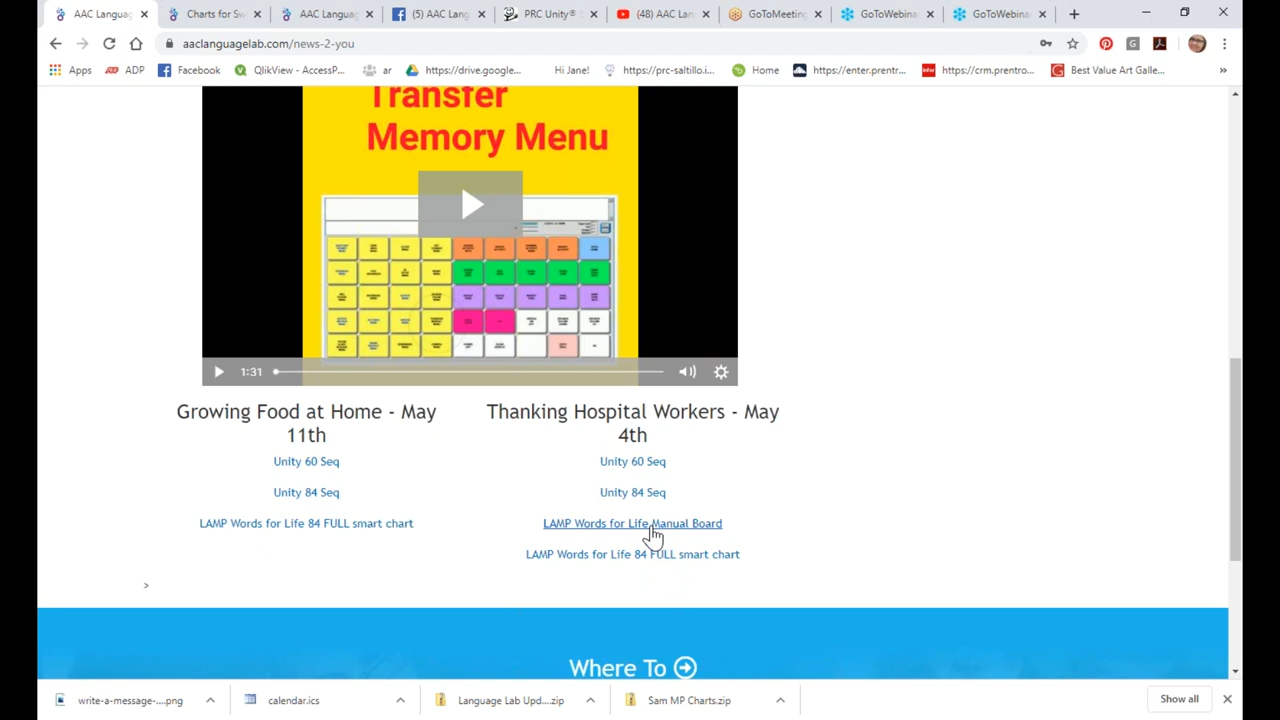 AAC Language
Charts for Sw
AAC Langua
(5) AAC Lang
PRC Unity®
(48) AAC Lan
GoToMeeting
GoToWebina
GoToWebina
aaclanguagelab.com/news-2-you
Apps
ADP
Facebook
QlikView - AccessP...
ar
https://drive.google...
Hi Jane!
https://prc-saltillo.i...
Home
https://enter.prentr...
https://crm.prentro...
Best Value Art Galle...
Transfer
Memory Menu
1:31
Growing Food at Home - May
11th
Unity 60 Seq
Unity 84 Seq
LAMP Words for Life 84 FULL smart chart
Thanking Hospital Workers - May
4th
Unity 60 Seq
Unity 84 Seq
LAMP Words for Life Manual Board
LAMP Words for Life 84 FULL smart chart
>
Where To
write-a-message-....png
calendar.ics
Language Lab Upd....zip
Sam MP Charts.zip
Show all